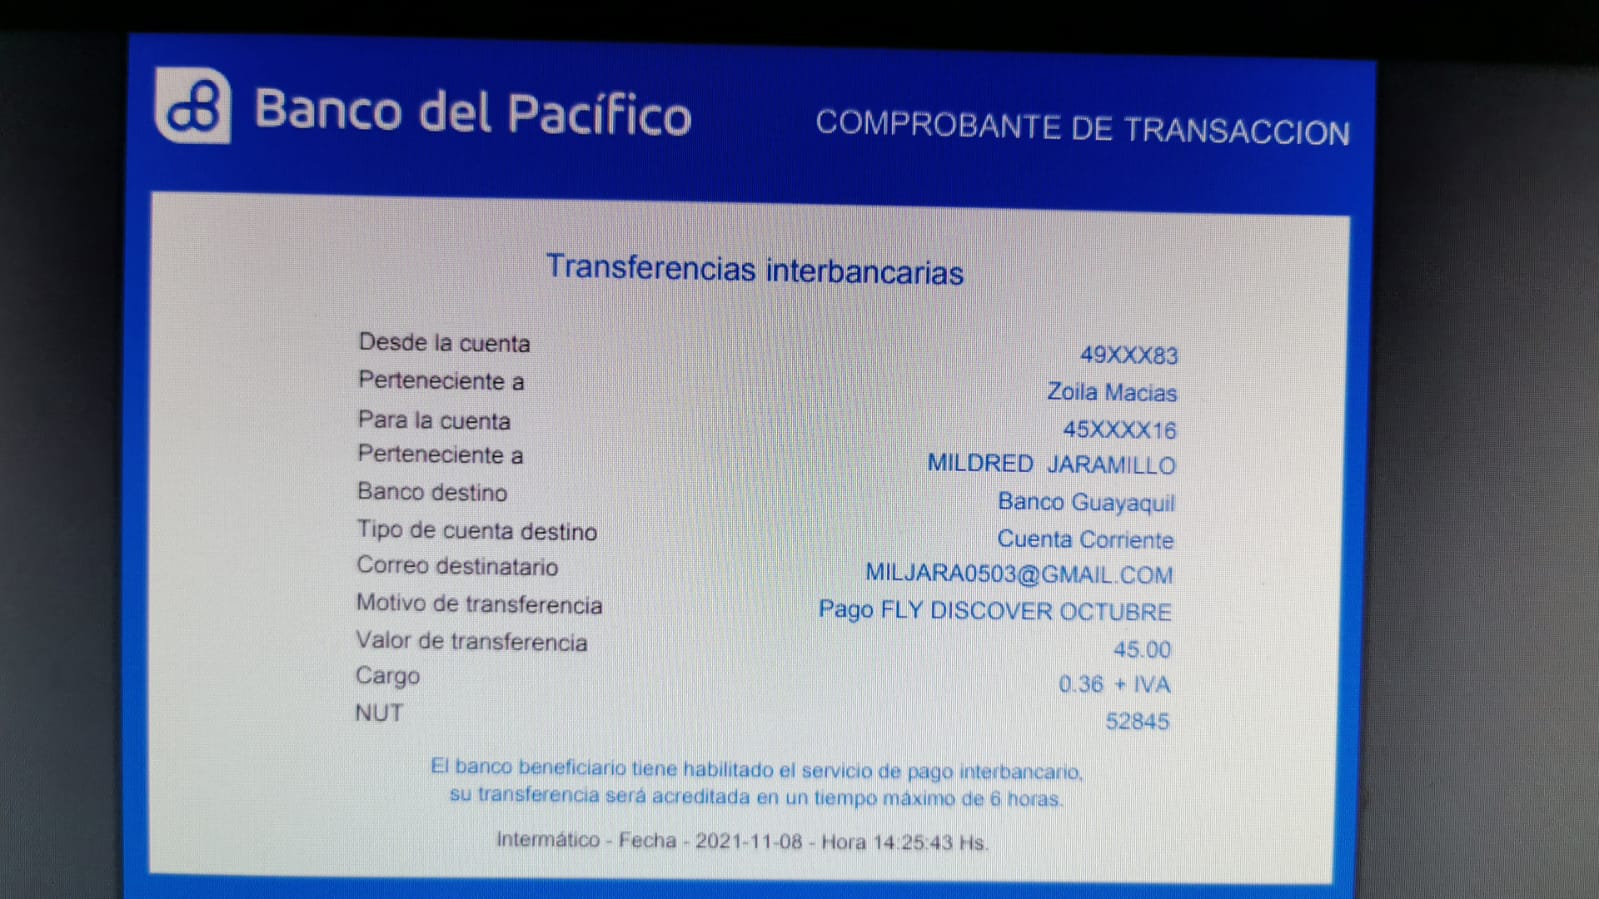 Banco del Pacífico
COMPROBANTE DE TRANSACCION
Transferencias interbancarias
Desde la cuenta 49XXX83
Perteneciente a Zoila Macias
Para la cuenta 45XXXX16
Perteneciente a MILDRED JARAMILLO
Banco destino Banco Guayaquil
Tipo de cuenta destino Cuenta Corriente
Correo destinatario MILJARA0503@GMAIL.COM
Motivo de transferencia Pago FLY DISCOVER OCTUBRE
Valor de transferencia 45.00
Cargo 0.36 + IVA
NUT 52845
El banco beneficiario tiene habilitado el servicio de pago interbancario,
su transferencia será acreditada en un tiempo máximo de 6 horas.
Intermático - Fecha - 2021-11-08 - Hora 14:25:43 Hs.